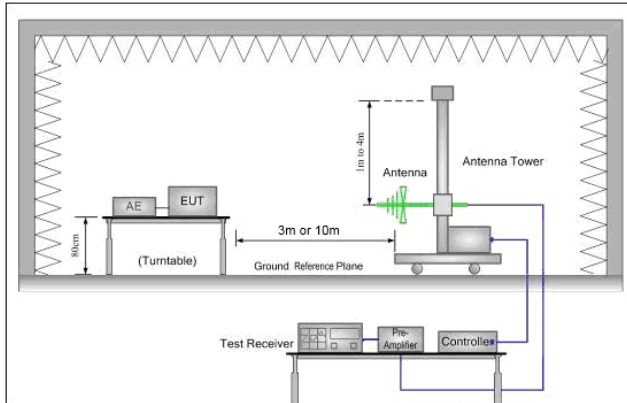 1m to 4m
Antenna
Antenna Tower
AE
EUT
80cm
(Turntable)
3m or 10m
Ground Reference Plane
Test Receiver
Pre-
Amplifier
Controlle